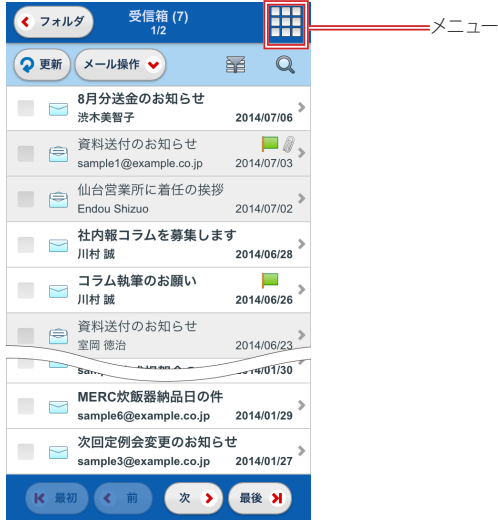 フォルダ
受信箱 (7)
1/2
メニュー
更新
メール操作
8月分送金のお知らせ
渋木美智子
2014/07/06
資料送付のお知らせ
sample1@example.co.jp
2014/07/03
仙台営業所に着任の挨拶
Endou Shizuo
2014/07/02
社内報コラムを募集します
川村 誠
2014/06/28
コラム執筆のお願い
川村 誠
2014/06/26
資料送付のお知らせ
室岡 徳治
2014/06/23
2014/01/30
MERC炊飯器納品日の件
sample6@example.co.jp
2014/01/29
次回定例会変更のお知らせ
sample3@example.co.jp
2014/01/27
最初
前
次
最後